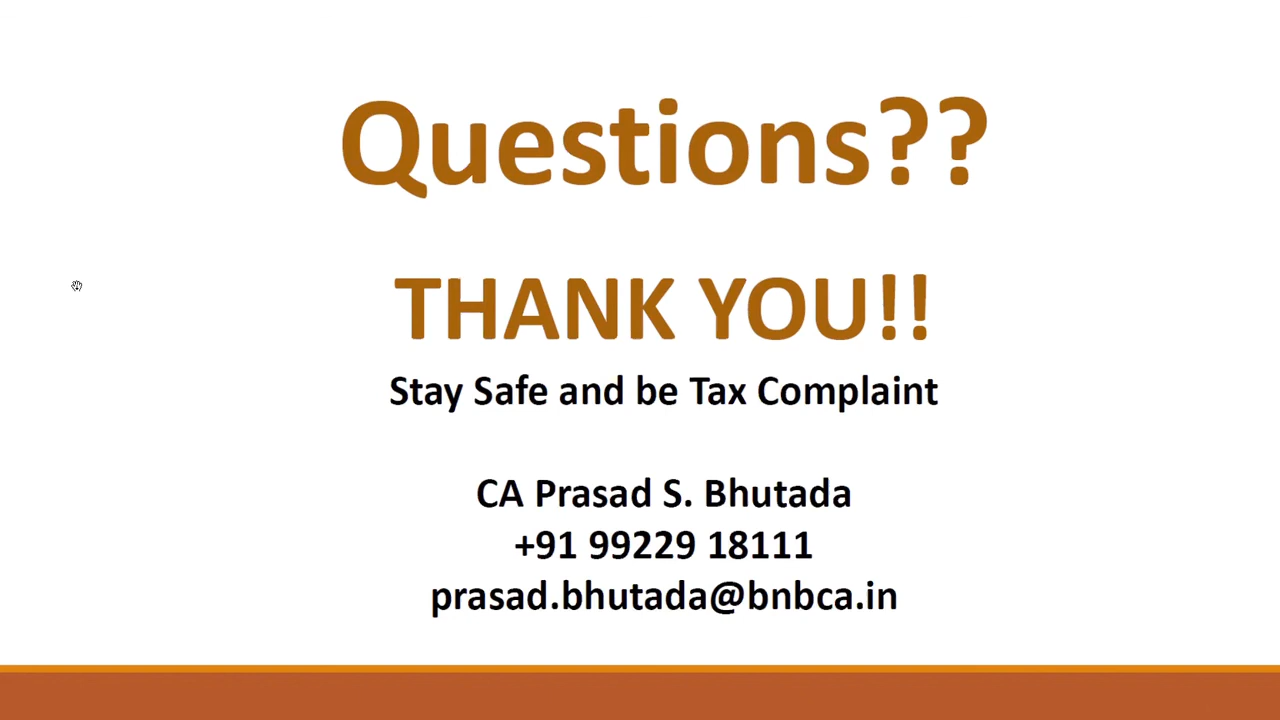 Questions??
THANK YOU!!
Stay Safe and be Tax Complaint
CA Prasad S. Bhutada
+91 99229 18111
prasad.bhutada@bnbca.in